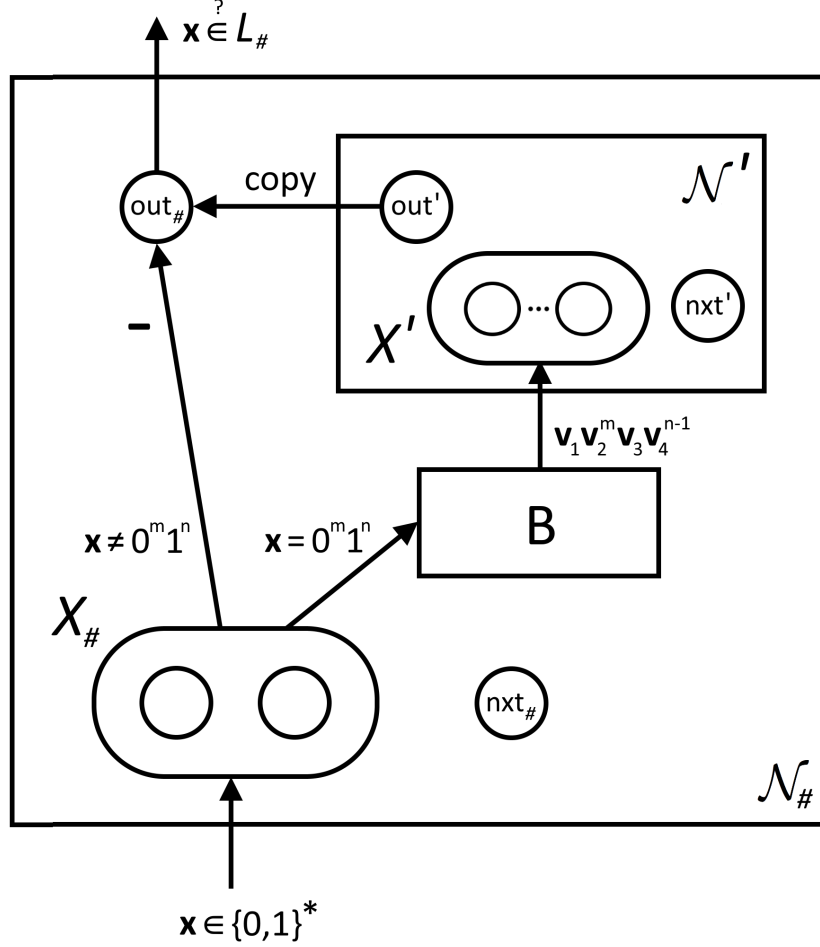 x ∈? L#
out#
copy
out'
𝒩'
X'
...
nxt'
-
v₁v₂ᵐv₃v₄ⁿ⁻¹
B
x ≠ 0ᵐ1ⁿ
x = 0ᵐ1ⁿ
X#
nxt#
𝒩#
x ∈ {0,1}*